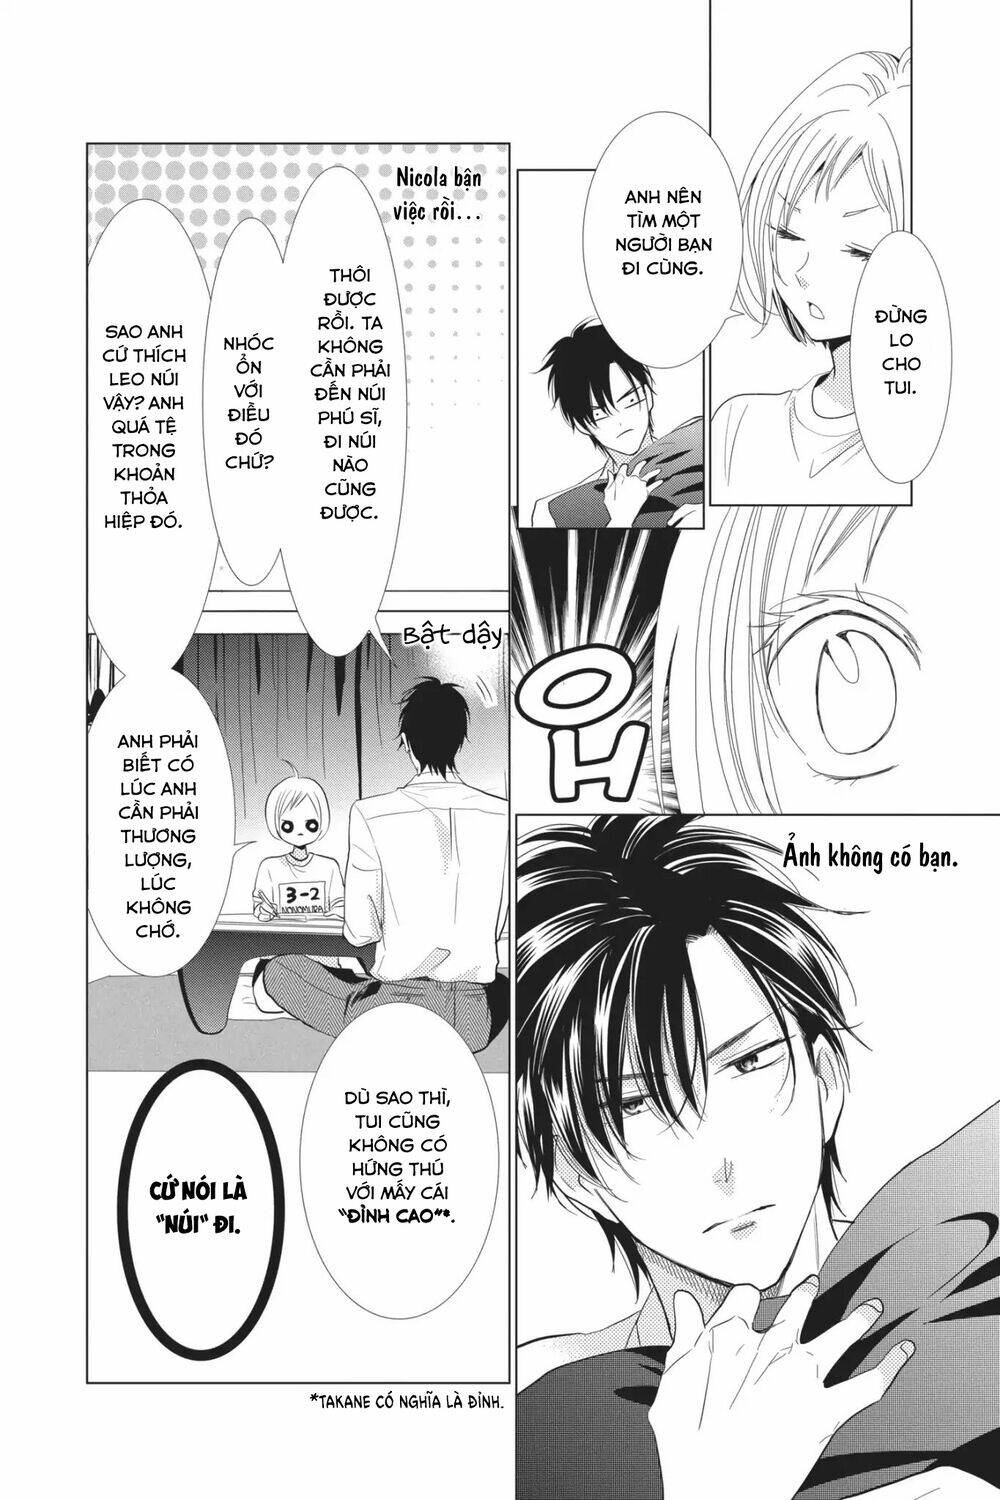 ĐỪNG
LO
CHO
TUI.
ANH NÊN
TÌM MỘT
NGƯỜI BẠN
ĐI CÙNG.
OH
Ảnh không có bạn.
Nicola bận
việc rồi...
THÔI
ĐƯỢC
RỒI. TA
KHÔNG
CẦN PHẢI
ĐẾN NÚI
PHÚ SĨ,
ĐI NÚI
NÀO
CŨNG
ĐƯỢC.
NHÓC
ỔN
VỚI
ĐIỀU
ĐÓ
CHỨ?
SAO ANH
CỨ THÍCH
LEO NÚI
VẬY? ANH
QUÁ TỆ
TRONG
KHOẢN
THỎA
HIỆP ĐÓ.
Bật-dậy
ANH PHẢI
BIẾT CÓ
LÚC ANH
CẦN PHẢI
THƯƠNG
LƯỢNG,
LÚC
KHÔNG
CHỚ.
3-2
NONOMURA
DÙ SAO THÌ,
TUI CŨNG
KHÔNG CÓ
HỨNG THÚ
VỚI MẤY CÁI
"ĐỈNH CAO"*.
CỨ NÓI LÀ
"NÚI" ĐI.
*TAKANE CÓ NGHĨA LÀ ĐỈNH.